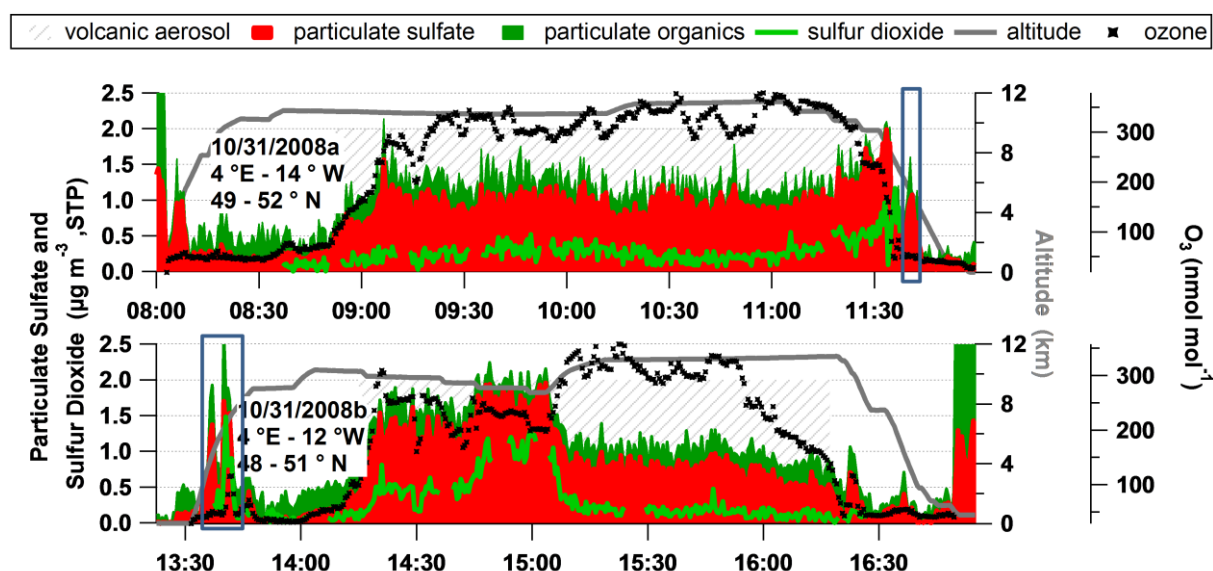 volcanic aerosol particulate sulfate particulate organics sulfur dioxide altitude ozone
Particulate Sulfate and
Sulfur Dioxide (µg m⁻³ ,STP)
2.5
2.0
1.5
1.0
0.5
0.0
10/31/2008a
4 °E - 14 ° W
49 - 52 ° N
12
8
4
0
300
200
100
08:00 08:30 09:00 09:30 10:00 10:30 11:00 11:30
Altitude (km)
O₃ (nmol mol⁻¹)
2.5
2.0
1.5
1.0
0.5
0.0
10/31/2008b
4 °E - 12 °W
48 - 51 ° N
12
8
4
0
300
200
100
13:30 14:00 14:30 15:00 15:30 16:00 16:30